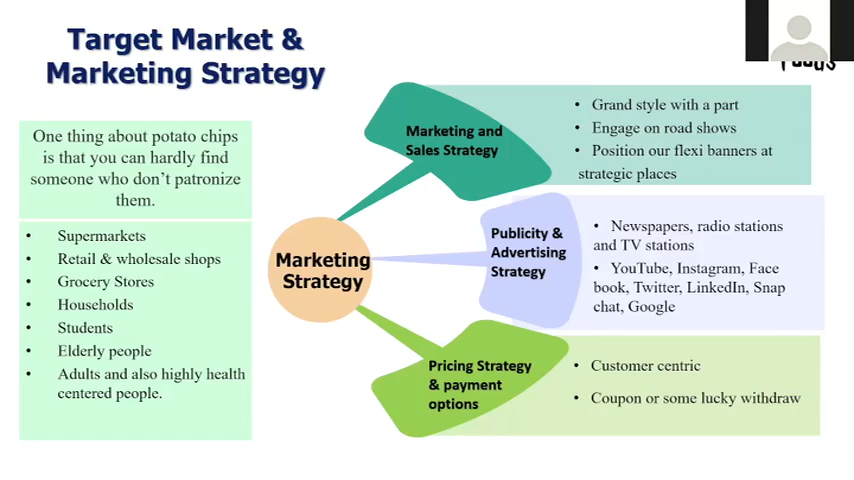 Target Market &
Marketing Strategy
One thing about potato chips
is that you can hardly find
someone who don't patronize
them.
• Supermarkets
• Retail & wholesale shops
• Grocery Stores
• Households
• Students
• Elderly people
• Adults and also highly health
centered people.
Marketing
Strategy
Marketing and
Sales Strategy
• Grand style with a part
• Engage on road shows
• Position our flexi banners at
strategic places
Publicity &
Advertising
Strategy
• Newspapers, radio stations
and TV stations
• YouTube, Instagram, Face
book, Twitter, LinkedIn, Snap
chat, Google
Pricing Strategy
& payment
options
• Customer centric
• Coupon or some lucky withdraw